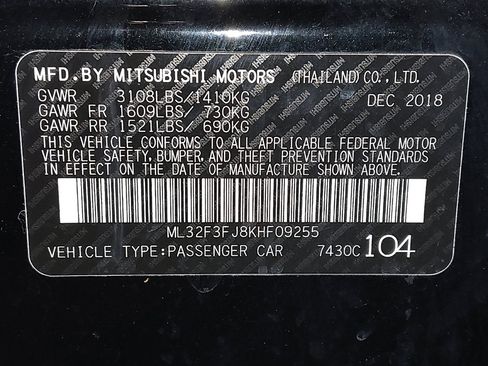 MFD. BY MITSUBISHI MOTORS (THAILAND) CO., LTD.
GVWR 3108LBS/1410KG DEC 2018
GAWR FR 1609LBS/ 730KG
GAWR RR 1521LBS/ 690KG
THIS VEHICLE CONFORMS TO ALL APPLICABLE FEDERAL MOTOR
VEHICLE SAFETY, BUMPER, AND THEFT PREVENTION STANDARDS
IN EFFECT ON THE DATE OF MANUFACTURE SHOWN ABOVE.
ML32F3FJ8KHF09255
VEHICLE TYPE:PASSENGER CAR 7430C 104